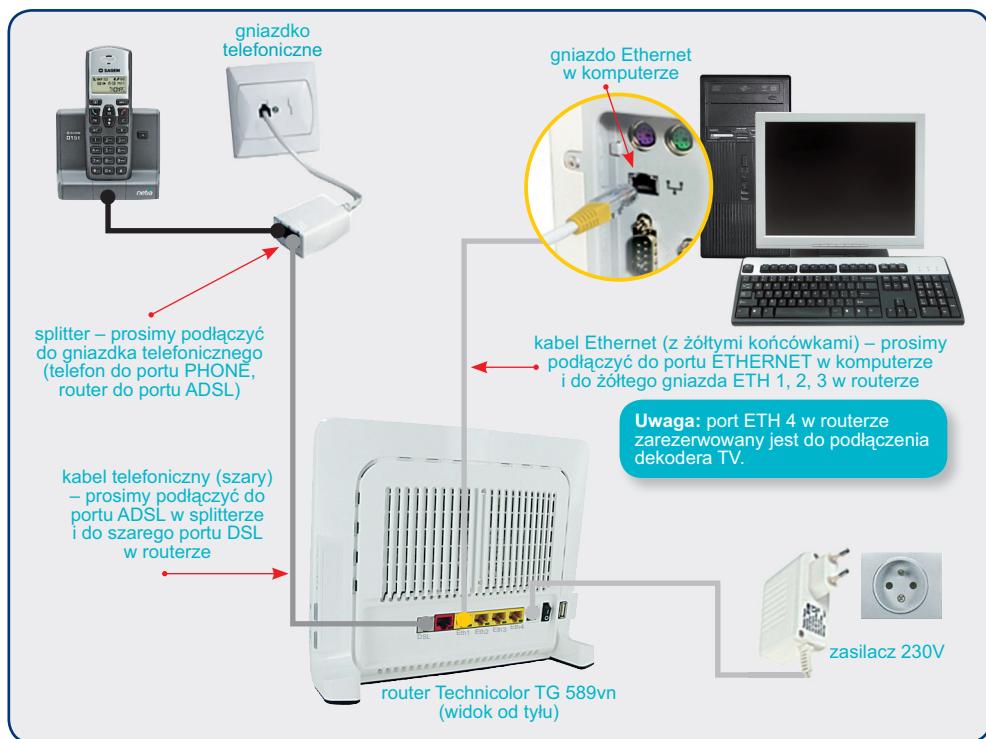 gniazdko
telefoniczne
gniazdo Ethernet
w komputerze
SAGEM
D15T
netia
splitter – prosimy podłączyć
do gniazdka telefonicznego
(telefon do portu PHONE,
router do portu ADSL)
kabel Ethernet (z żółtymi końcówkami) – prosimy
podłączyć do portu ETHERNET w komputerze
i do żółtego gniazda ETH 1, 2, 3 w routerze
Uwaga: port ETH 4 w routerze
zarezerwowany jest do podłączenia
dekodera TV.
kabel telefoniczny (szary)
– prosimy podłączyć do
portu ADSL w splitterze
i do szarego portu DSL
w routerze
DSL Eth1 Eth2 Eth3 Eth4
zasilacz 230V
router Technicolor TG 589vn
(widok od tyłu)